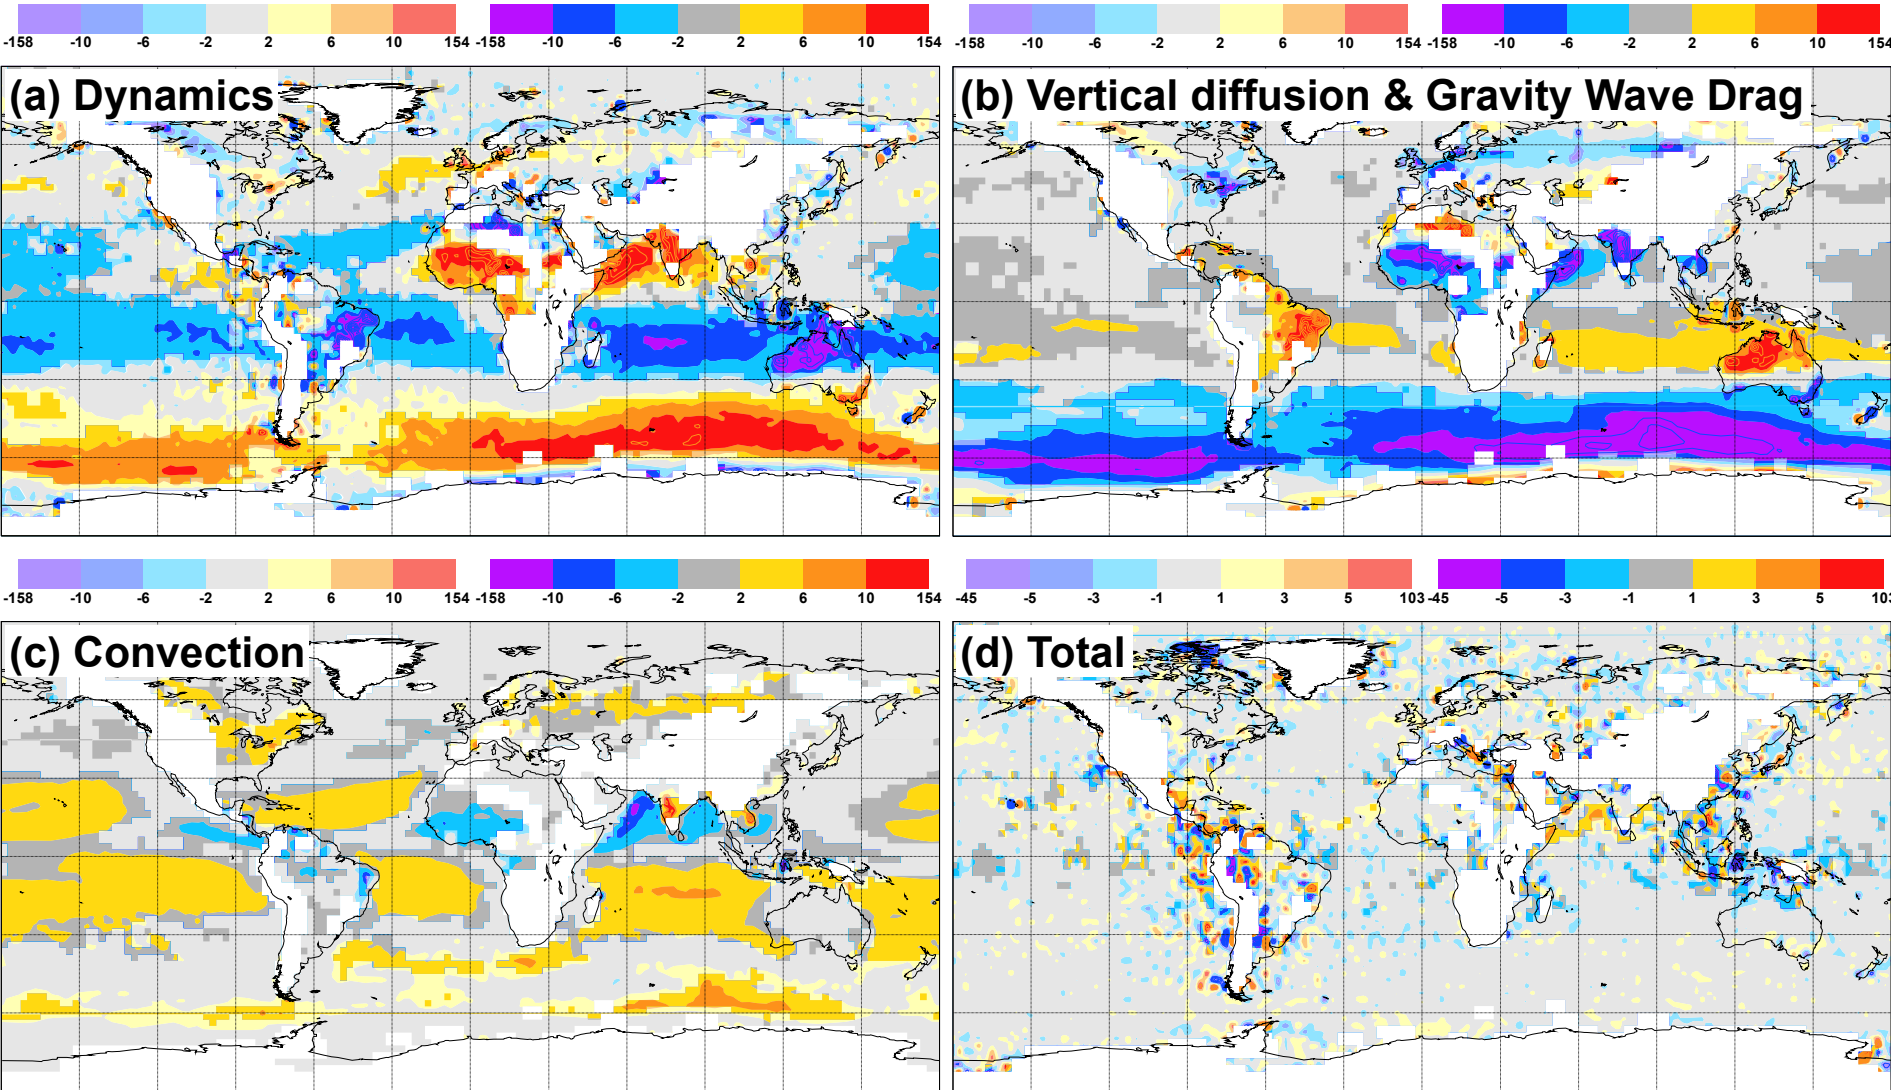 -158 -10 -6 -2 2 6 10 154 -158 -10 -6 -2 2 6 10 154
-158 -10 -6 -2 2 6 10 154 -158 -10 -6 -2 2 6 10 154
(a) Dynamics
(b) Vertical diffusion & Gravity Wave Drag
-158 -10 -6 -2 2 6 10 154 -158 -10 -6 -2 2 6 10 154
-45 -5 -3 -1 1 3 5 103 -45 -5 -3 -1 1 3 5 103
(c) Convection
(d) Total